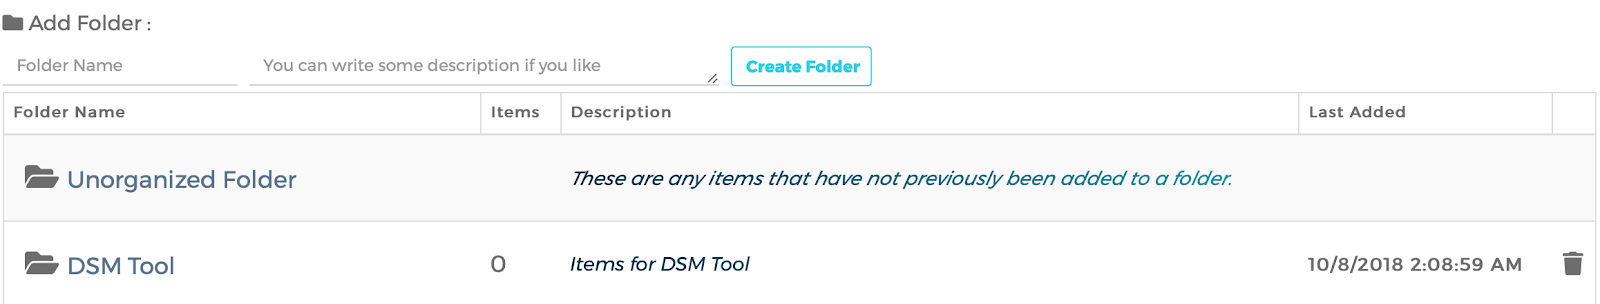 Add Folder :
Folder Name You can write some description if you like Create Folder
Folder Name Items Description Last Added
Unorganized Folder These are any items that have not previously been added to a folder.
DSM Tool 0 Items for DSM Tool 10/8/2018 2:08:59 AM